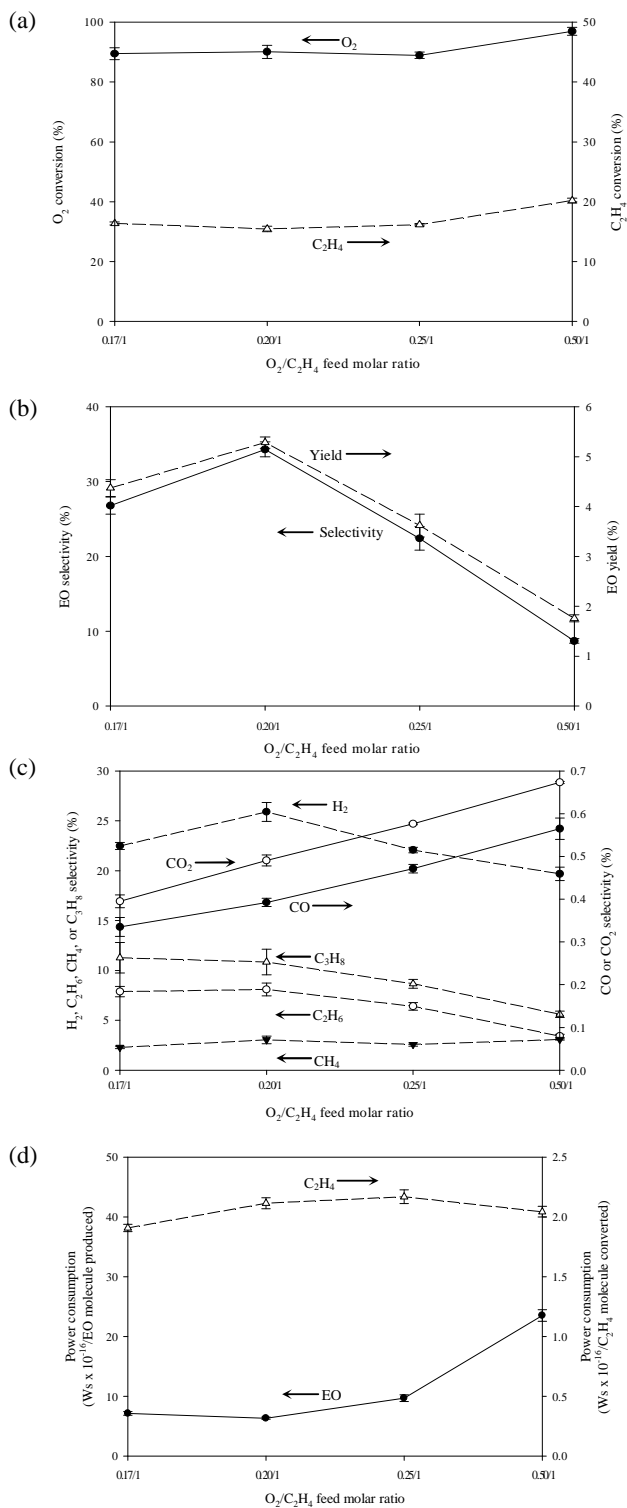 (a)
100
80
60
40
20
0
O2 conversion (%)
50
40
30
20
10
0
C2H4 conversion (%)
O2
C2H4
0.17/1 0.20/1 0.25/1 0.50/1
O2/C2H4 feed molar ratio
(b)
40
30
20
10
0
EO selectivity (%)
6
5
4
3
2
1
0
EO yield (%)
Yield
Selectivity
0.17/1 0.20/1 0.25/1 0.50/1
O2/C2H4 feed molar ratio
(c)
30
25
20
15
10
5
0
H2, C2H6, CH4, or C3H8 selectivity (%)
0.7
0.6
0.5
0.4
0.3
0.2
0.1
0.0
CO or CO2 selectivity (%)
H2
CO2
CO
C3H8
C2H6
CH4
0.17/1 0.20/1 0.25/1 0.50/1
O2/C2H4 feed molar ratio
(d)
50
40
30
20
10
0
Power consumption
(Ws x 10-16/EO molecule produced)
2.5
2.0
1.5
1.0
0.5
0.0
Power consumption
(Ws x 10-16/C2H4 molecule converted)
C2H4
EO
0.17/1 0.20/1 0.25/1 0.50/1
O2/C2H4 feed molar ratio